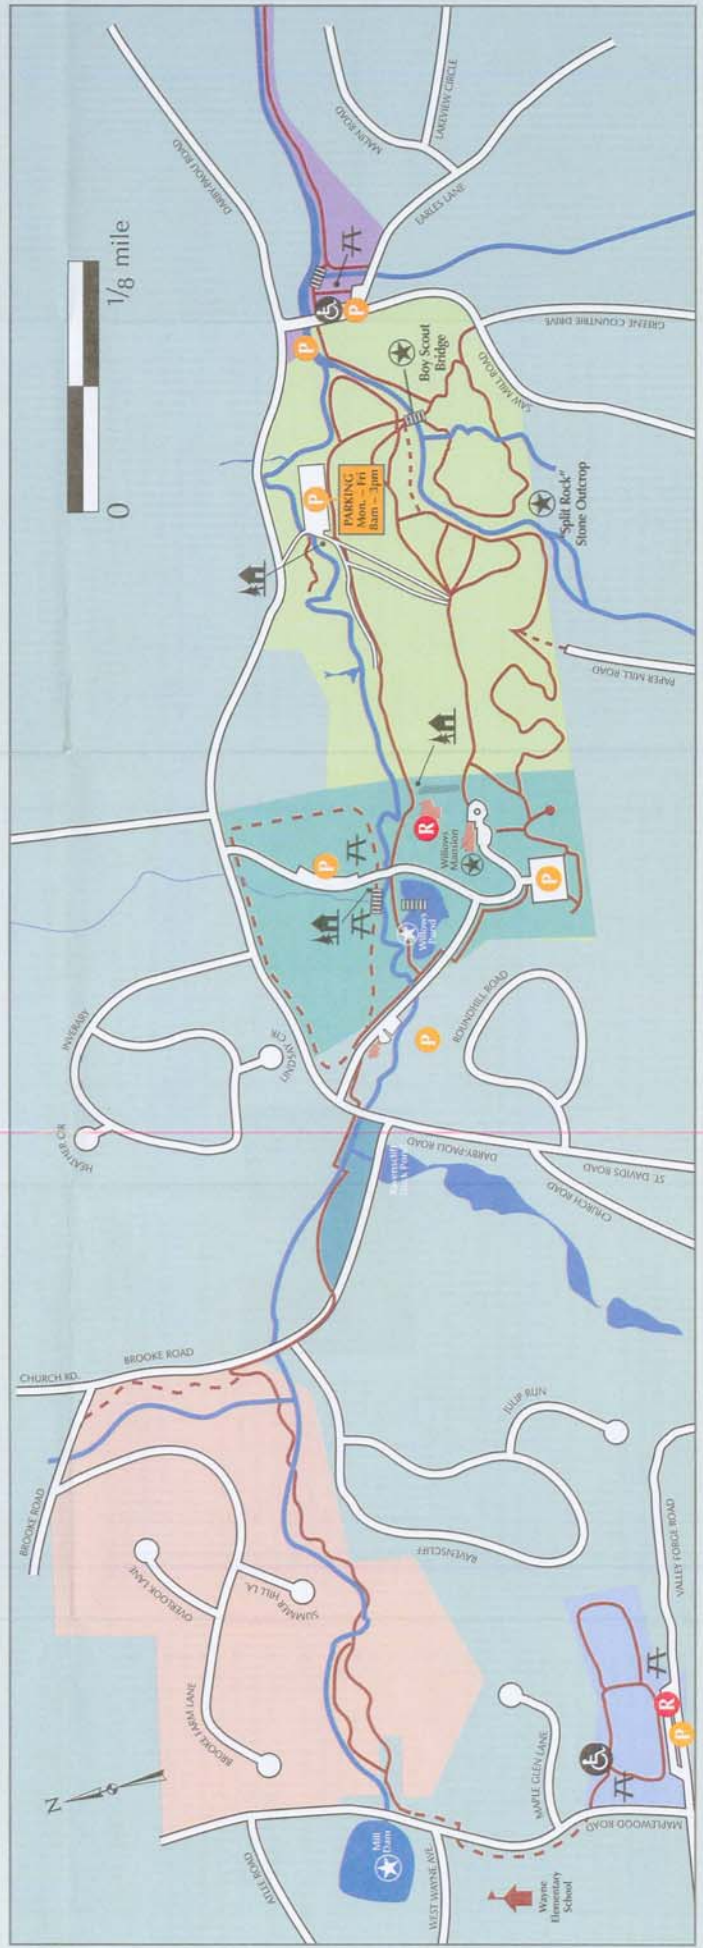 DARBY-PAOLI ROAD
MALIN ROAD
LAKEVIEW CIRCLE
EARLES LANE
0
1/8 mile
P
P
GREENE COUNTRIE DRIVE
SAW MILL ROAD
Boy Scout
Bridge
P
PARKING
Mon. – Fri
8am – 3pm
"Split Rock"
Stone Outcrop
PAPER MILL ROAD
R
Willows
Mansion
P
P
Willows
Pond
P
ROUNDHILL ROAD
INVERARY
LINDSAY CIR
HEATHER CIR
DARBY-PAOLI ROAD
ST. DAVIDS ROAD
CHURCH ROAD
BROOKE ROAD
CHURCH RD.
BROOKE ROAD
JULIP RUN
RAVENSCLIFF
VALLEY FORGE ROAD
OVERLOOK LANE
SUMMER HILL LA.
BROOKE FARM LANE
N
MAPLE GLEN LANE
R
P
MAPLEWOOD ROAD
Mill
Dam
WEST WAYNE AVE.
Wayne
Elementary
School